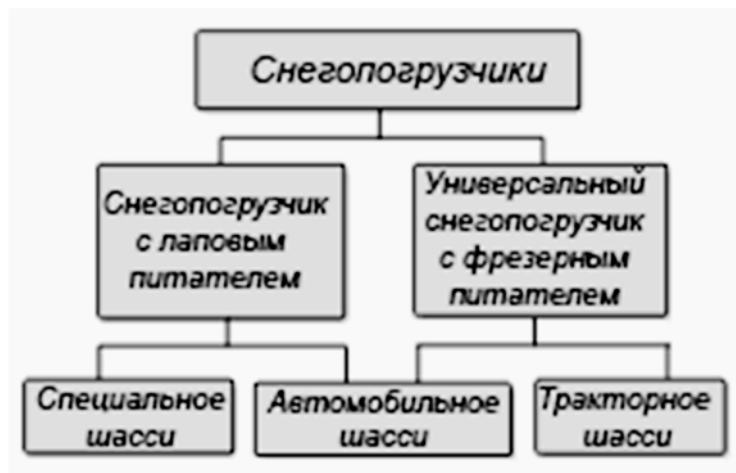 Снегопогрузчики
Снегопогрузчик
с лаповым
питателем
Универсальный
снегопогрузчик
с фрезерным
питателем
Специальное
шасси
Автомобильное
шасси
Тракторное
шасси